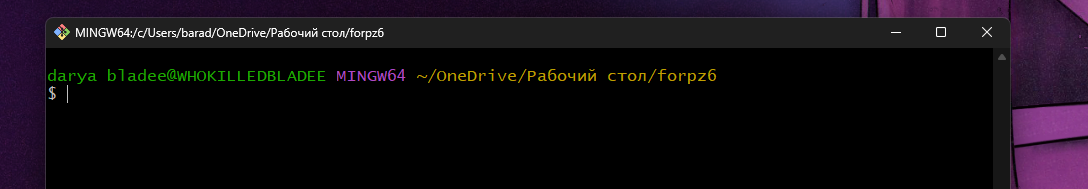 MINGW64:/c/Users/barad/OneDrive/Рабочий стол/forpz6
darya bladee@WHOKILLEDBLADEE MINGW64 ~/OneDrive/Рабочий стол/forpz6
$